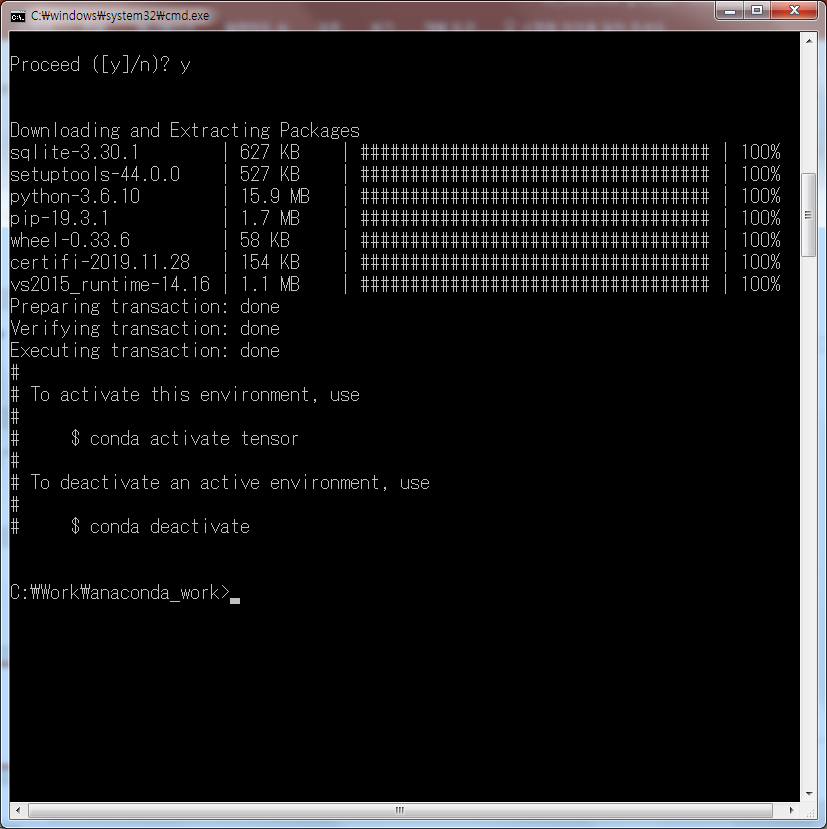 C:₩windows₩system32₩cmd.exe
Proceed ([y]/n)? y
Downloading and Extracting Packages
sqlite-3.30.1        | 627 KB    | ################################### | 100%
setuptools-44.0.0    | 527 KB    | ################################### | 100%
python-3.6.10        | 15.9 MB   | ################################### | 100%
pip-19.3.1           | 1.7 MB    | ################################### | 100%
wheel-0.33.6         | 58 KB     | ################################### | 100%
certifi-2019.11.28   | 154 KB    | ################################### | 100%
vs2015_runtime-14.16 | 1.1 MB    | ################################### | 100%
Preparing transaction: done
Verifying transaction: done
Executing transaction: done
#
# To activate this environment, use
#
#     $ conda activate tensor
#
# To deactivate an active environment, use
#
#     $ conda deactivate
C:₩Work₩anaconda_work>